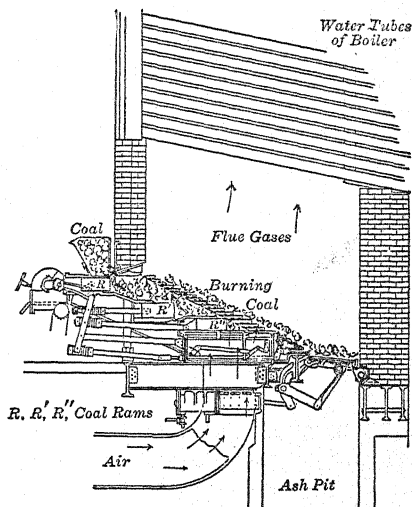 Water Tubes
of Boiler
Coal
Flue Gases
Burning
Coal
R
R'
R"
R. R', R", Coal Rams
Air
Ash Pit